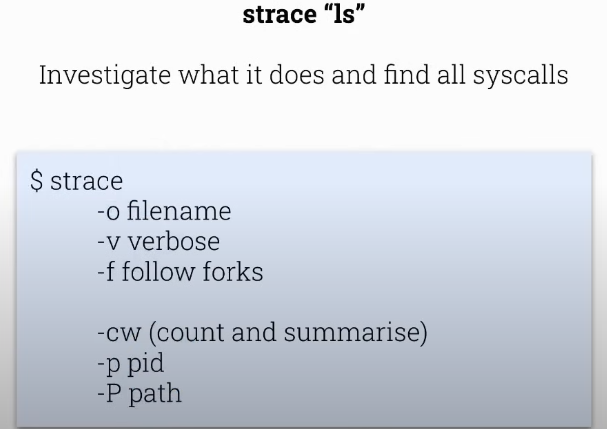 strace “ls”
Investigate what it does and find all syscalls
$ strace
-o filename
-v verbose
-f follow forks
-cw (count and summarise)
-p pid
-P path